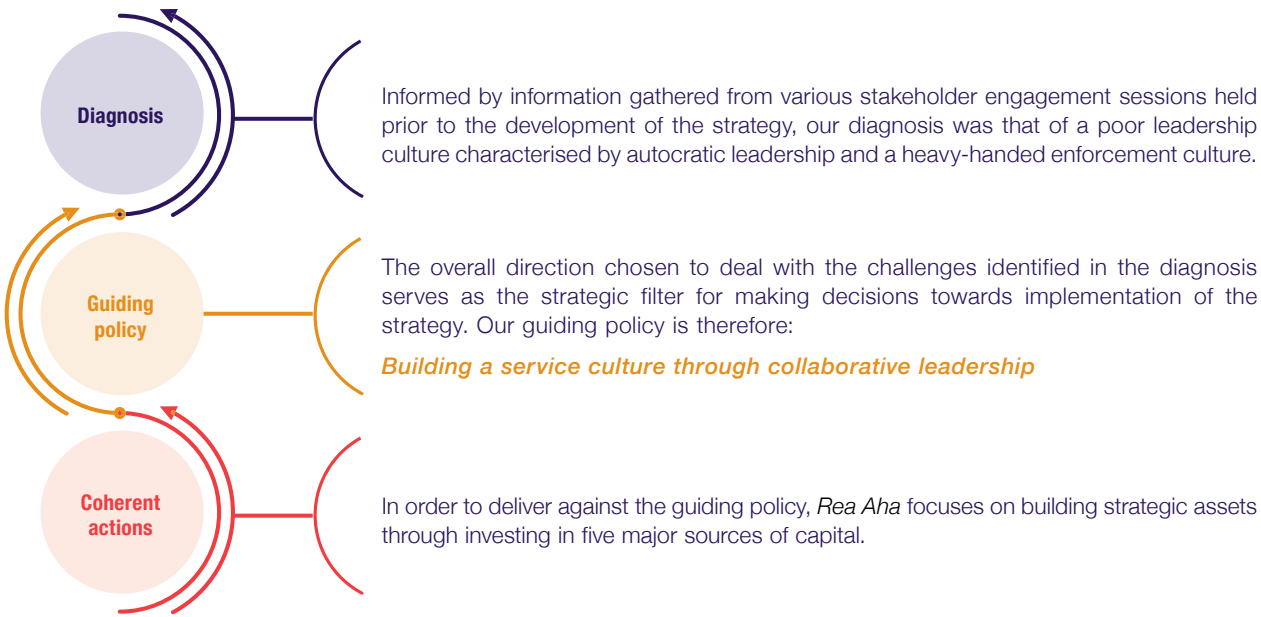 Diagnosis
Informed by information gathered from various stakeholder engagement sessions held
prior to the development of the strategy, our diagnosis was that of a poor leadership
culture characterised by autocratic leadership and a heavy-handed enforcement culture.
Guiding
policy
The overall direction chosen to deal with the challenges identified in the diagnosis
serves as the strategic filter for making decisions towards implementation of the
strategy. Our guiding policy is therefore:
Building a service culture through collaborative leadership
Coherent
actions
In order to deliver against the guiding policy, Rea Aha focuses on building strategic assets
through investing in five major sources of capital.